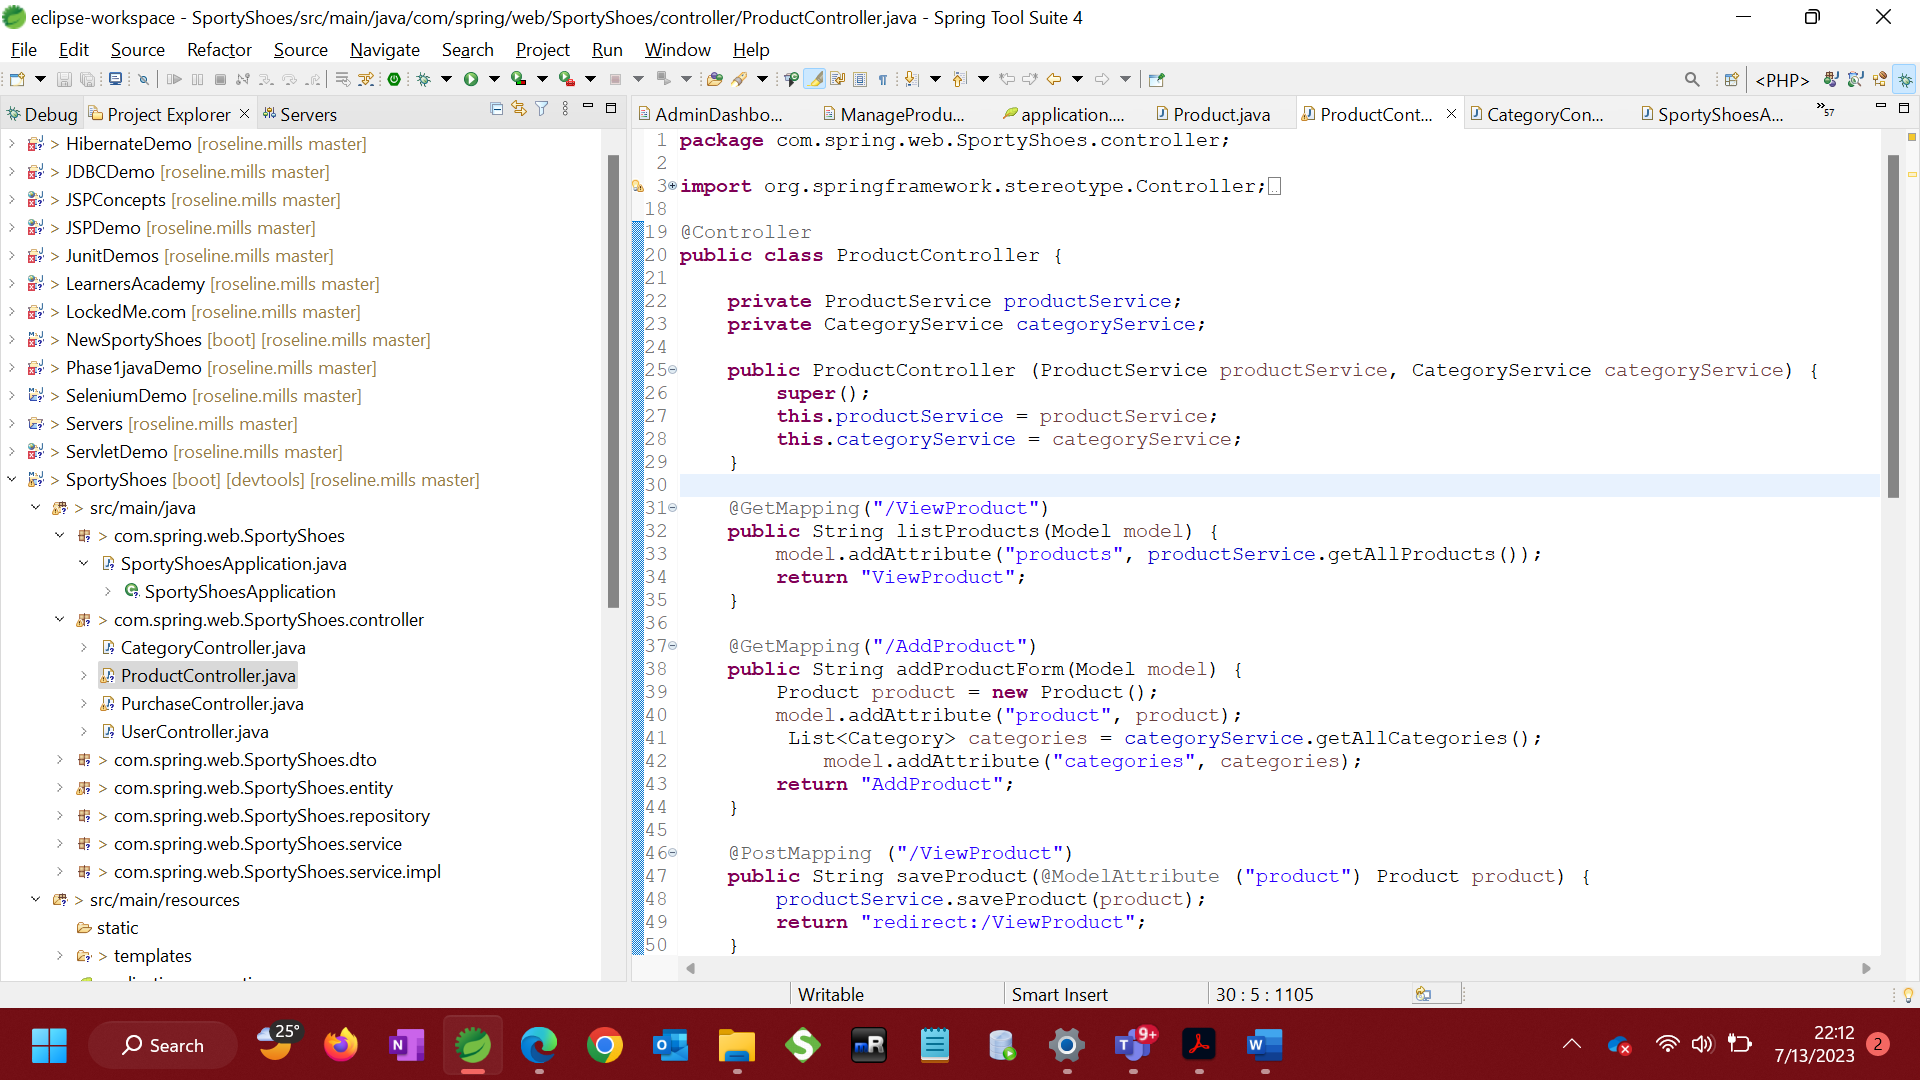 eclipse-workspace - SportyShoes/src/main/java/com/spring/web/SportyShoes/controller/ProductController.java - Spring Tool Suite 4
File Edit Source Refactor Source Navigate Search Project Run Window Help
<PHP>
Debug Project Explorer Servers
> HibernateDemo [roseline.mills master]
> JDBCDemo [roseline.mills master]
> JSPConcepts [roseline.mills master]
> JSPDemo [roseline.mills master]
> JunitDemos [roseline.mills master]
> LearnersAcademy [roseline.mills master]
> LockedMe.com [roseline.mills master]
> NewSportyShoes [boot] [roseline.mills master]
> Phase1javaDemo [roseline.mills master]
> SeleniumDemo [roseline.mills master]
> Servers [roseline.mills master]
> ServletDemo [roseline.mills master]
> SportyShoes [boot] [devtools] [roseline.mills master]
> src/main/java
> com.spring.web.SportyShoes
SportyShoesApplication.java
SportyShoesApplication
> com.spring.web.SportyShoes.controller
CategoryController.java
ProductController.java
PurchaseController.java
UserController.java
> com.spring.web.SportyShoes.dto
> com.spring.web.SportyShoes.entity
> com.spring.web.SportyShoes.repository
> com.spring.web.SportyShoes.service
> com.spring.web.SportyShoes.service.impl
> src/main/resources
static
> templates
AdminDashbo... ManageProdu... application.... Product.java ProductCont... CategoryCon... SportyShoesA... »57
1 package com.spring.web.SportyShoes.controller;
2
3 import org.springframework.stereotype.Controller;
18
19 @Controller
20 public class ProductController {
21
22 private ProductService productService;
23 private CategoryService categoryService;
24
25 public ProductController (ProductService productService, CategoryService categoryService) {
26 super();
27 this.productService = productService;
28 this.categoryService = categoryService;
29 }
30
31 @GetMapping("/ViewProduct")
32 public String listProducts(Model model) {
33 model.addAttribute("products", productService.getAllProducts());
34 return "ViewProduct";
35 }
36
37 @GetMapping("/AddProduct")
38 public String addProductForm(Model model) {
39 Product product = new Product();
40 model.addAttribute("product", product);
41 List<Category> categories = categoryService.getAllCategories();
42 model.addAttribute("categories", categories);
43 return "AddProduct";
44 }
45
46 @PostMapping ("/ViewProduct")
47 public String saveProduct(@ModelAttribute ("product") Product product) {
48 productService.saveProduct(product);
49 return "redirect:/ViewProduct";
50 }
Writable Smart Insert 30 : 5 : 1105
25°
Search
9+
22:12
7/13/2023
2